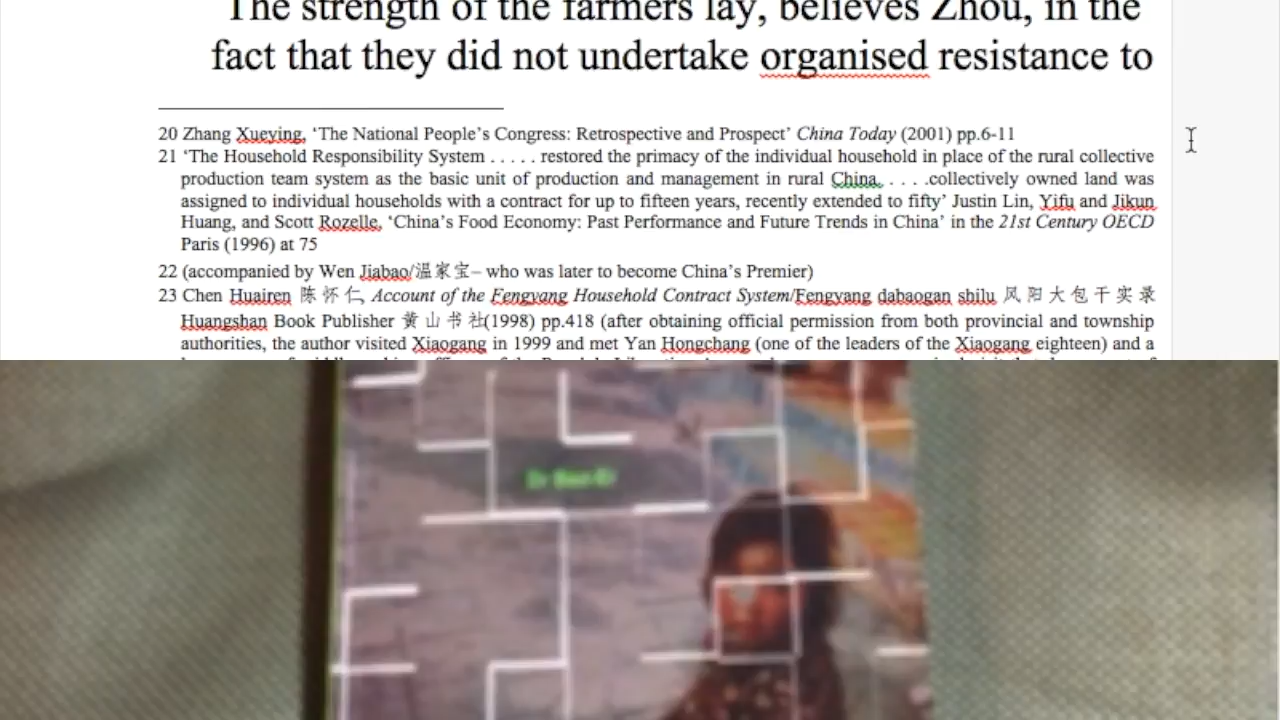 The strength of the farmers lay, believes Zhou, in the
fact that they did not undertake organised resistance to
20 Zhang Xueying, ‘The National People’s Congress: Retrospective and Prospect’ China Today (2001) pp.6-11
21 ‘The Household Responsibility System . . . . . restored the primacy of the individual household in place of the rural collective
production team system as the basic unit of production and management in rural China, . . . .collectively owned land was
assigned to individual households with a contract for up to fifteen years, recently extended to fifty’ Justin Lin, Yifu and Jikun
Huang, and Scott Rozelle, ‘China’s Food Economy: Past Performance and Future Trends in China’ in the 21st Century OECD
Paris (1996) at 75
22 (accompanied by Wen Jiabao/温家宝– who was later to become China’s Premier)
23 Chen Huairen 陈怀仁, Account of the Fengyang Household Contract System/Fengyang dabaogan shilu 凤阳大包干实录
Huangshan Book Publisher 黄山书社(1998) pp.418 (after obtaining official permission from both provincial and township
authorities, the author visited Xiaogang in 1999 and met Yan Hongchang (one of the leaders of the Xiaogang eighteen) and a